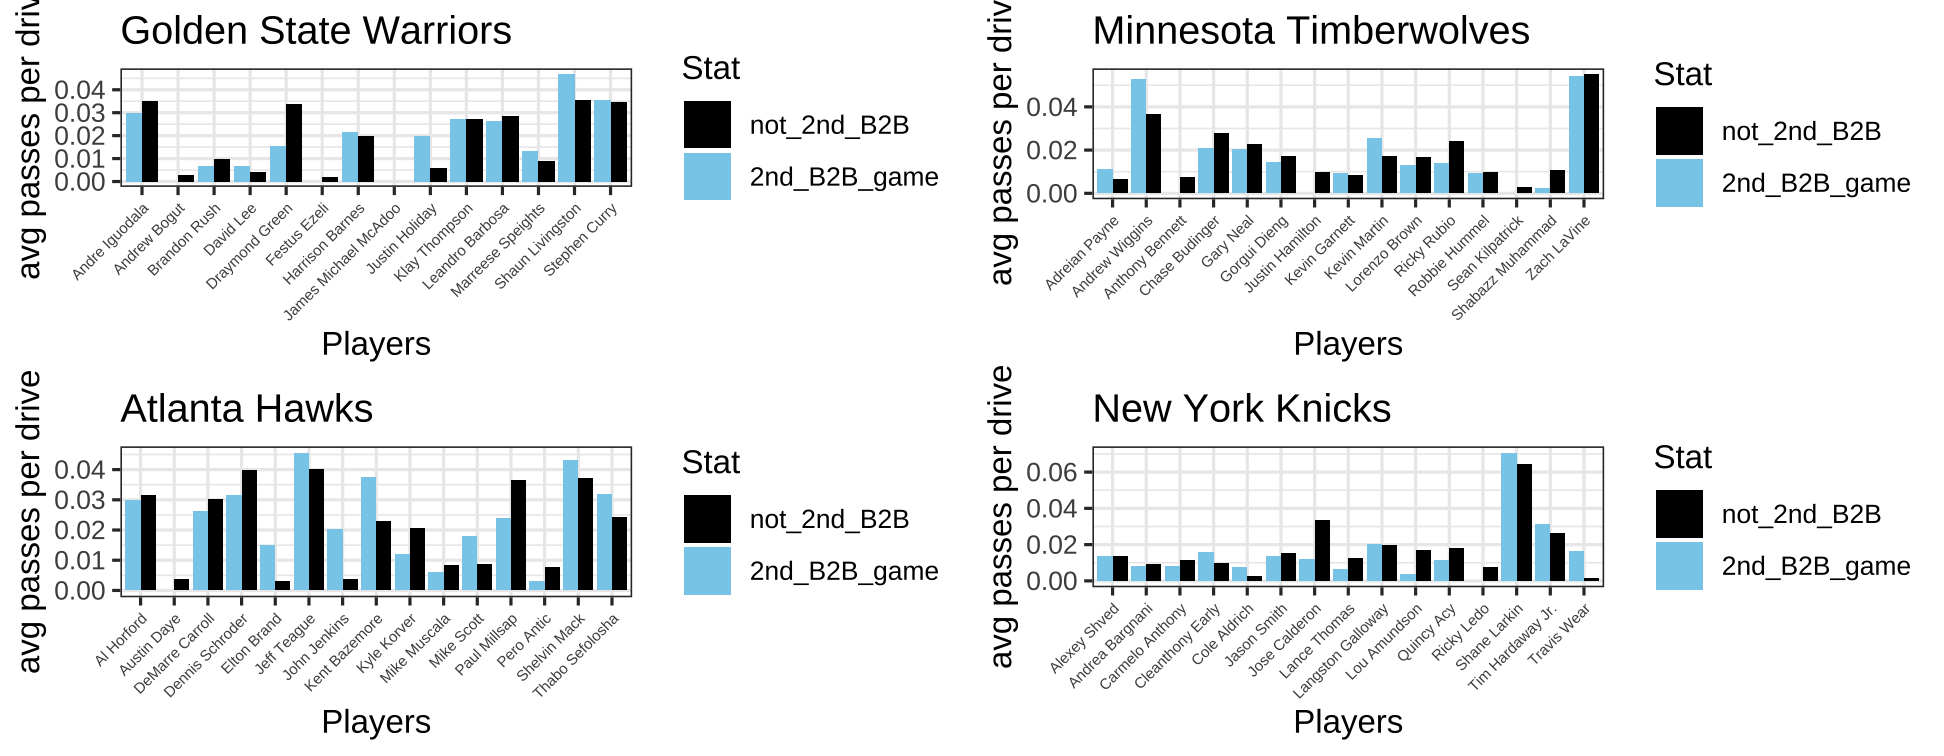 Golden State Warriors
avg passes per driv
0.04
0.03
0.02
0.01
0.00
Andre Iguodala
Andrew Bogut
Brandon Rush
David Lee
Draymond Green
Festus Ezeli
Harrison Barnes
James Michael McAdoo
Justin Holiday
Klay Thompson
Leandro Barbosa
Marreese Speights
Shaun Livingston
Stephen Curry
Players
Stat
not_2nd_B2B
2nd_B2B_game
Minnesota Timberwolves
avg passes per driv
0.04
0.02
0.00
Adreian Payne
Andrew Wiggins
Anthony Bennett
Chase Budinger
Gary Neal
Gorgui Dieng
Justin Hamilton
Kevin Garnett
Kevin Martin
Lorenzo Brown
Ricky Rubio
Robbie Hummel
Sean Kilpatrick
Shabazz Muhammad
Zach LaVine
Players
Stat
not_2nd_B2B
2nd_B2B_game
Atlanta Hawks
avg passes per drive
0.04
0.03
0.02
0.01
0.00
Al Horford
Austin Daye
DeMarre Carroll
Dennis Schroder
Elton Brand
Jeff Teague
John Jenkins
Kent Bazemore
Kyle Korver
Mike Muscala
Mike Scott
Paul Millsap
Pero Antic
Shelvin Mack
Thabo Sefolosha
Players
Stat
not_2nd_B2B
2nd_B2B_game
New York Knicks
avg passes per drive
0.06
0.04
0.02
0.00
Alexey Shved
Andrea Bargnani
Carmelo Anthony
Cleanthony Early
Cole Aldrich
Jason Smith
Jose Calderon
Lance Thomas
Langston Galloway
Lou Amundson
Quincy Acy
Ricky Ledo
Shane Larkin
Tim Hardaway Jr.
Travis Wear
Players
Stat
not_2nd_B2B
2nd_B2B_game